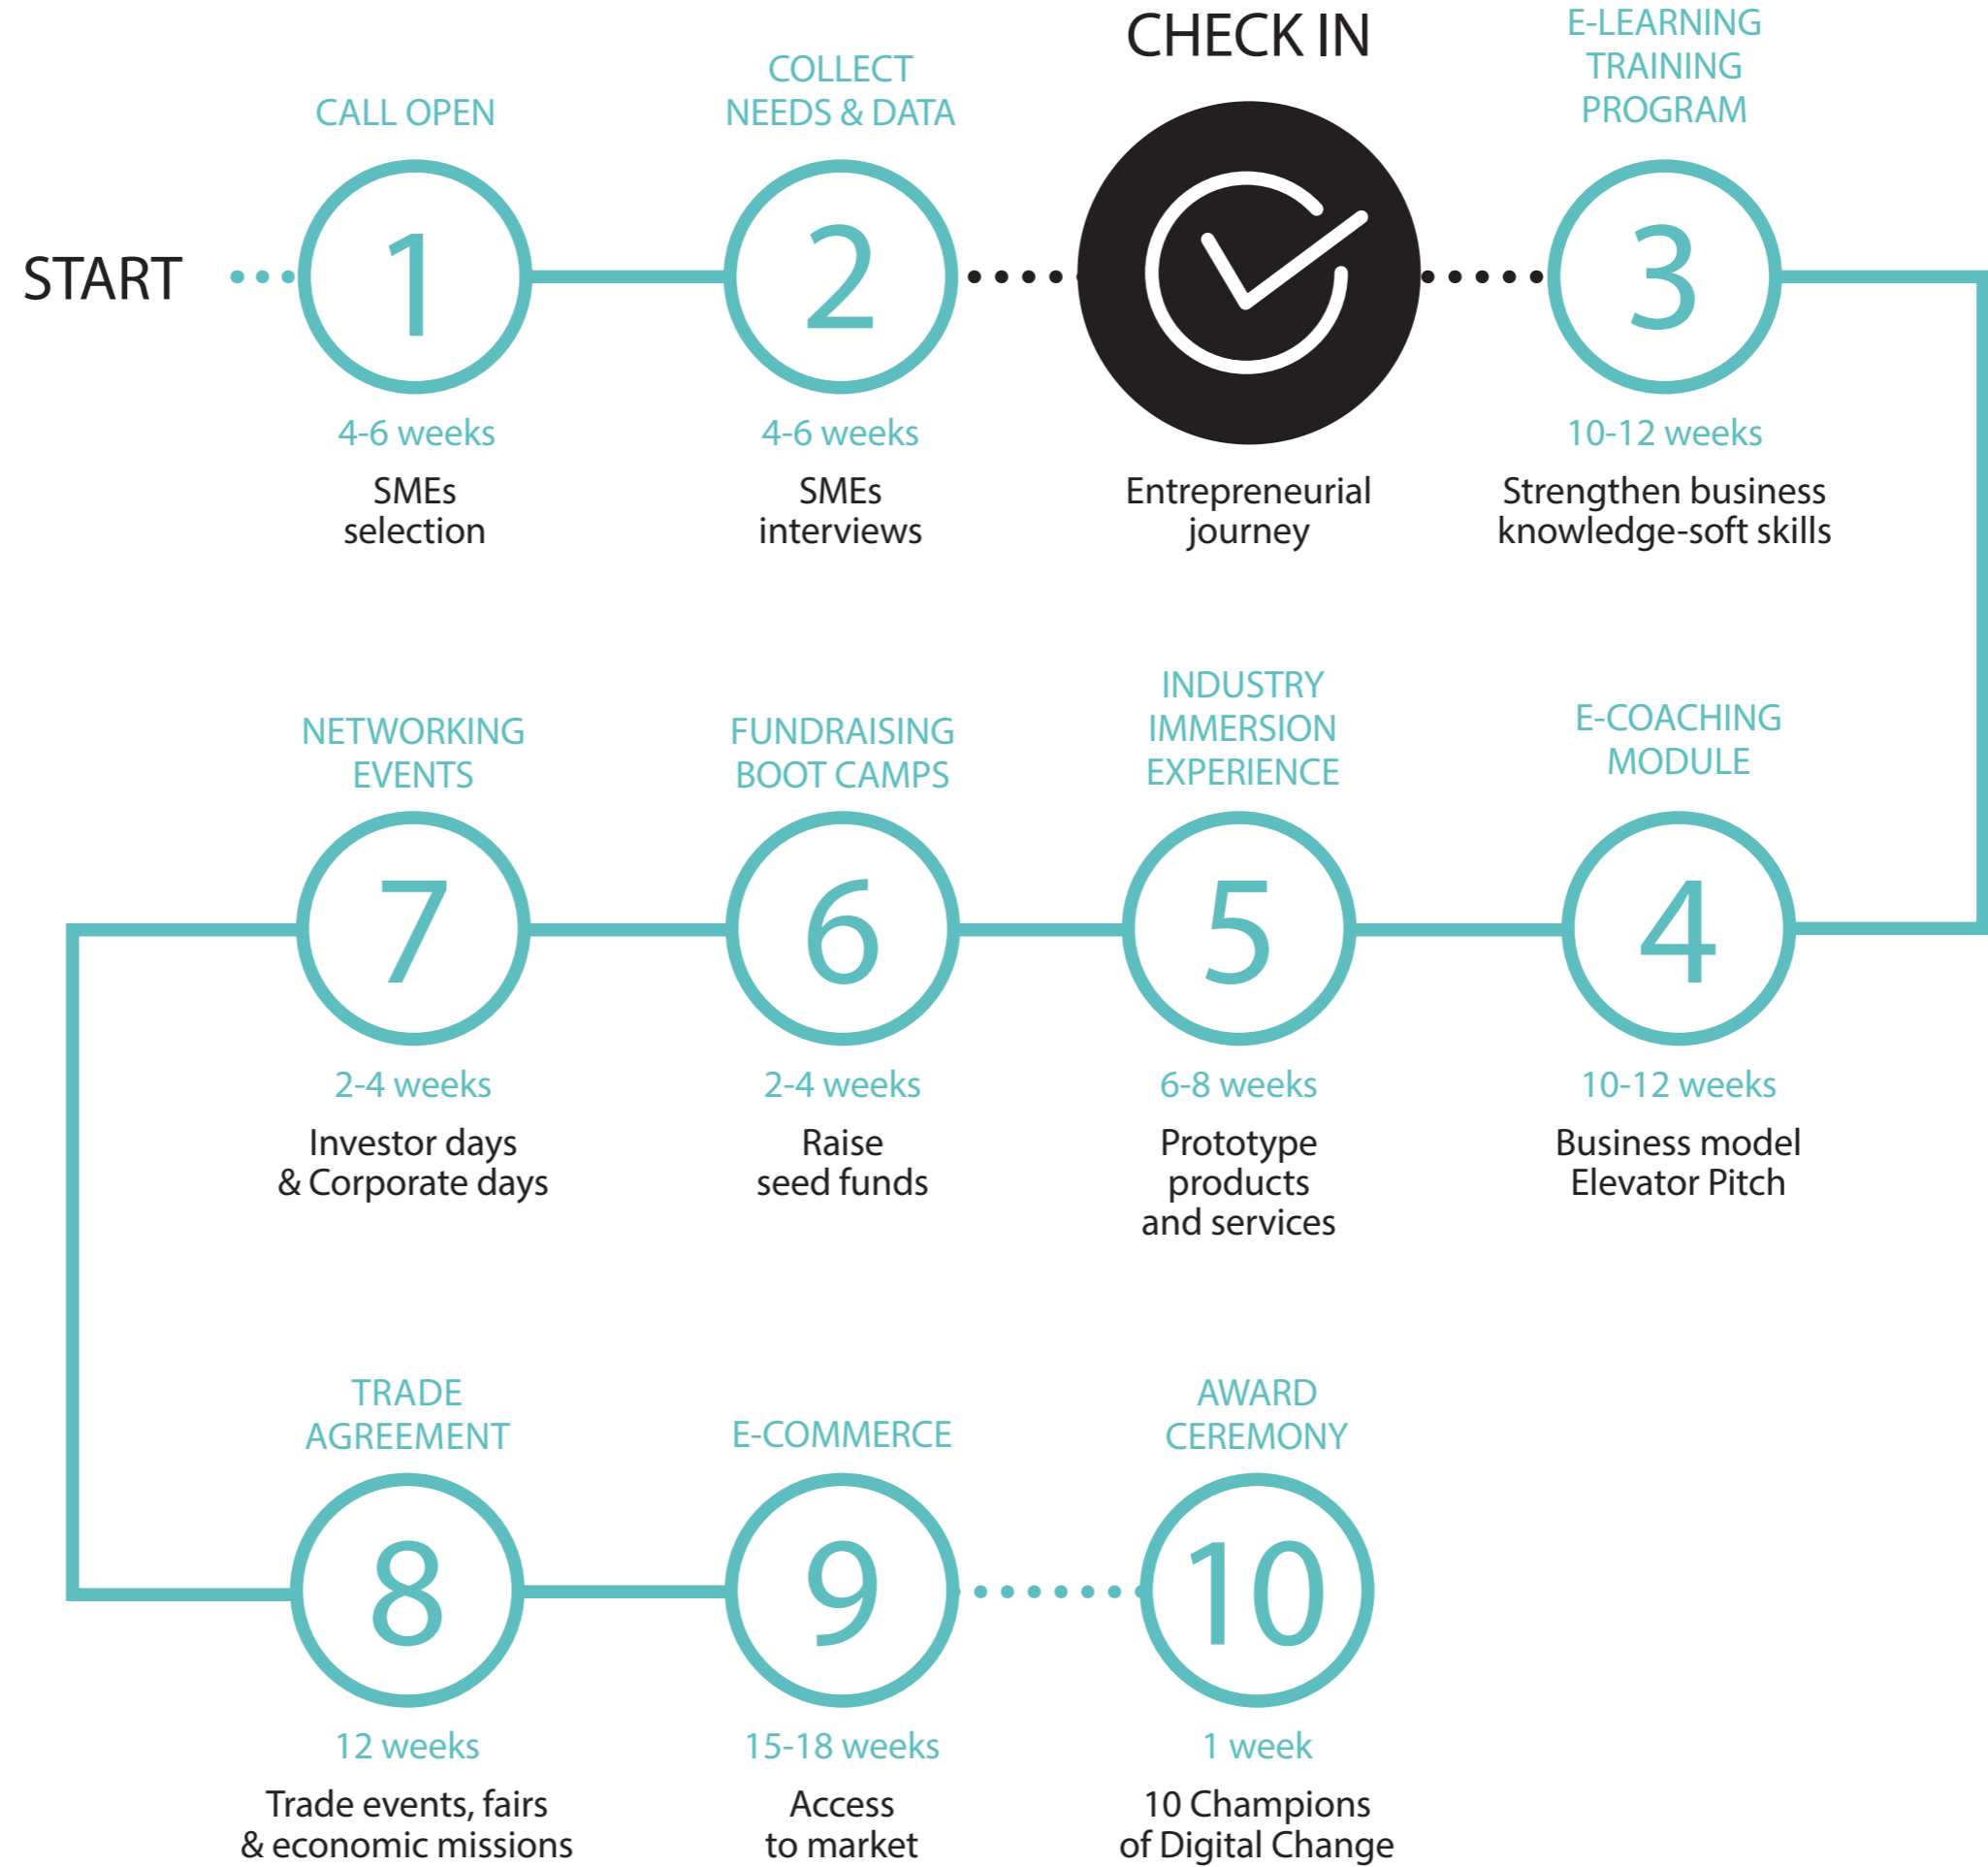 START
CALL OPEN
1
4-6 weeks
SMEs
selection
COLLECT
NEEDS & DATA
2
4-6 weeks
SMEs
interviews
CHECK IN
Entrepreneurial
journey
E-LEARNING
TRAINING
PROGRAM
3
10-12 weeks
Strengthen business
knowledge-soft skills
E-COACHING
MODULE
4
10-12 weeks
Business model
Elevator Pitch
INDUSTRY
IMMERSION
EXPERIENCE
5
6-8 weeks
Prototype
products
and services
FUNDRAISING
BOOT CAMPS
6
2-4 weeks
Raise
seed funds
NETWORKING
EVENTS
7
2-4 weeks
Investor days
& Corporate days
TRADE
AGREEMENT
8
12 weeks
Trade events, fairs
& economic missions
E-COMMERCE
9
15-18 weeks
Access
to market
AWARD
CEREMONY
10
1 week
10 Champions
of Digital Change